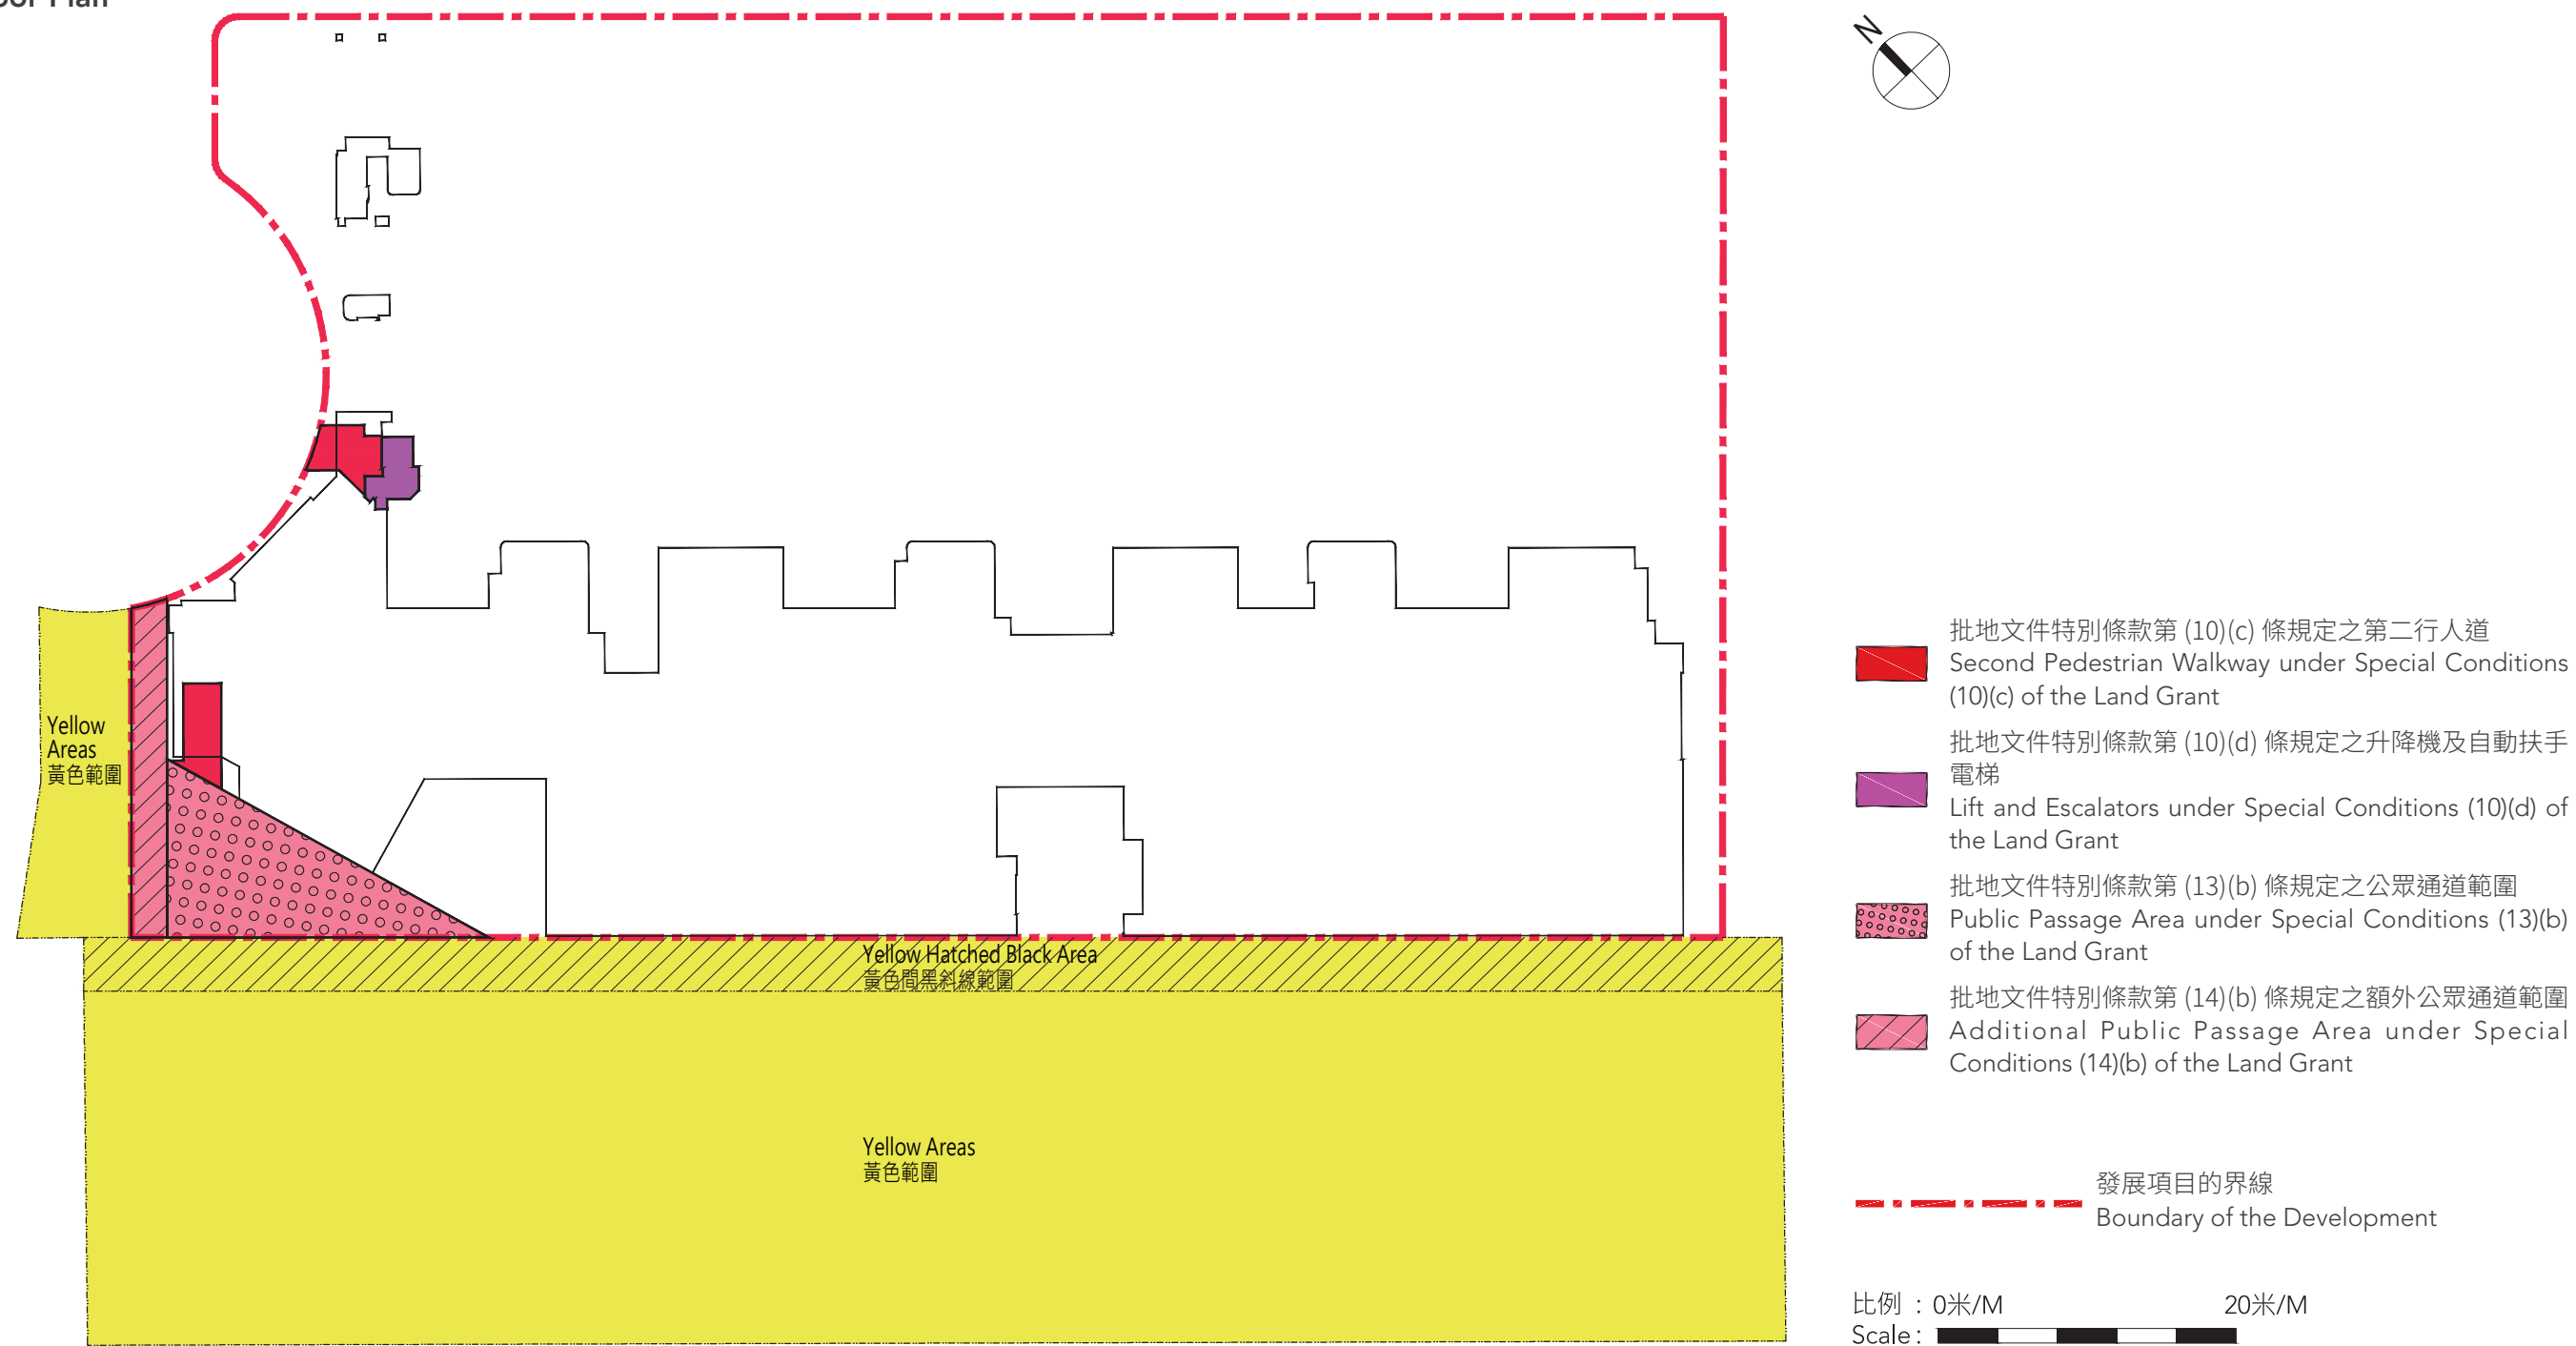 Plan
N
Yellow
Areas
黃色範圍
Yellow Hatched Black Area
黃色間黑斜線範圍
Yellow Areas
黃色範圍
批地文件特別條款第 (10)(c) 條規定之第二行人道
Second Pedestrian Walkway under Special Conditions
(10)(c) of the Land Grant
批地文件特別條款第 (10)(d) 條規定之升降機及自動扶手
電梯
Lift and Escalators under Special Conditions (10)(d) of
the Land Grant
批地文件特別條款第 (13)(b) 條規定之公眾通道範圍
Public Passage Area under Special Conditions (13)(b)
of the Land Grant
批地文件特別條款第 (14)(b) 條規定之額外公眾通道範圍
Additional Public Passage Area under Special
Conditions (14)(b) of the Land Grant
發展項目的界線
Boundary of the Development
比例 : 0米/M 20米/M
Scale :